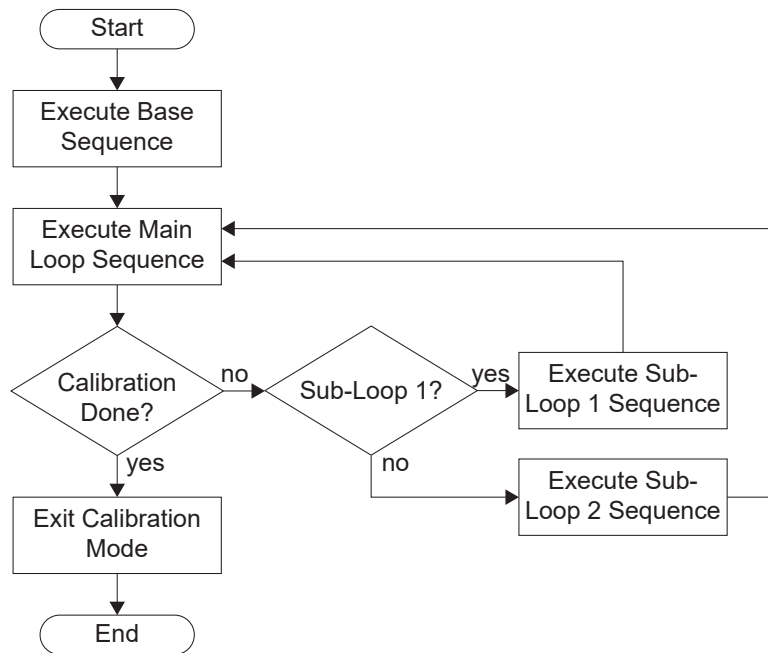 Start
Execute Base
Sequence
Execute Main
Loop Sequence
Calibration
Done?
no
Sub-Loop 1?
yes
Execute Sub-
Loop 1 Sequence
yes
no
Execute Sub-
Loop 2 Sequence
Exit Calibration
Mode
End